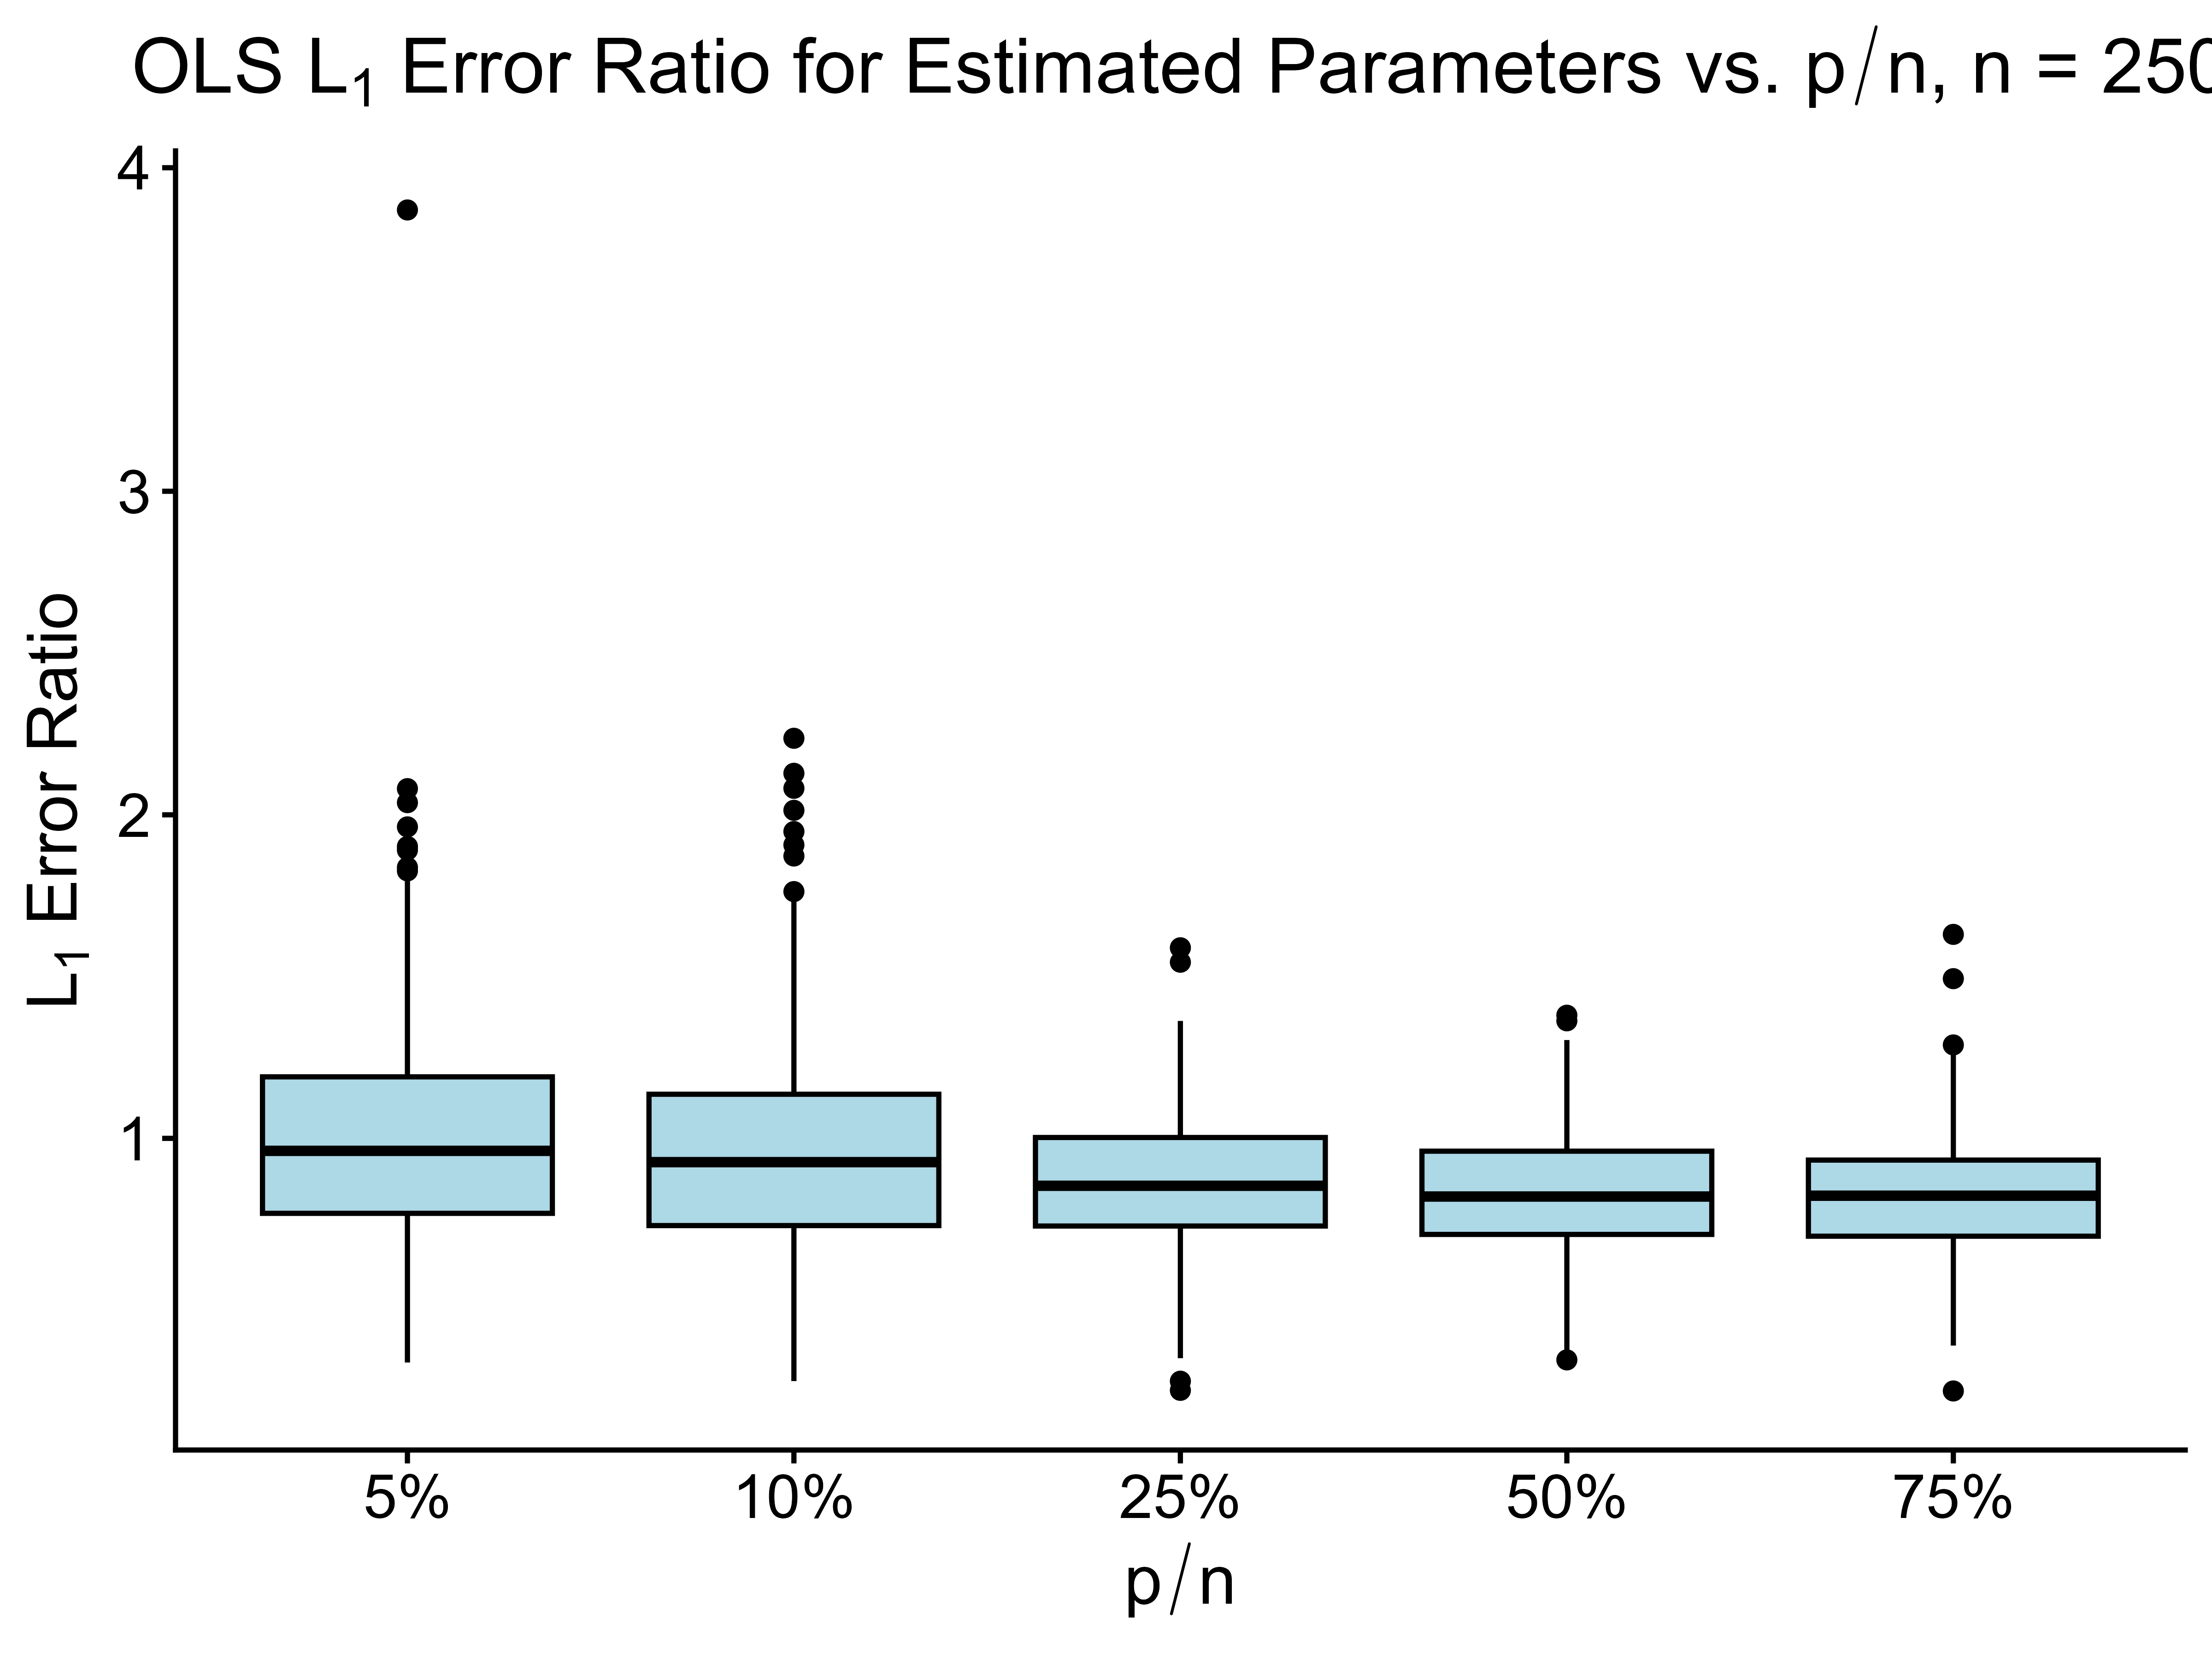 OLS L₁ Error Ratio for Estimated Parameters vs. p/n, n = 250
4
3
2
1
L₁ Error Ratio
5% 10% 25% 50% 75%
p/n